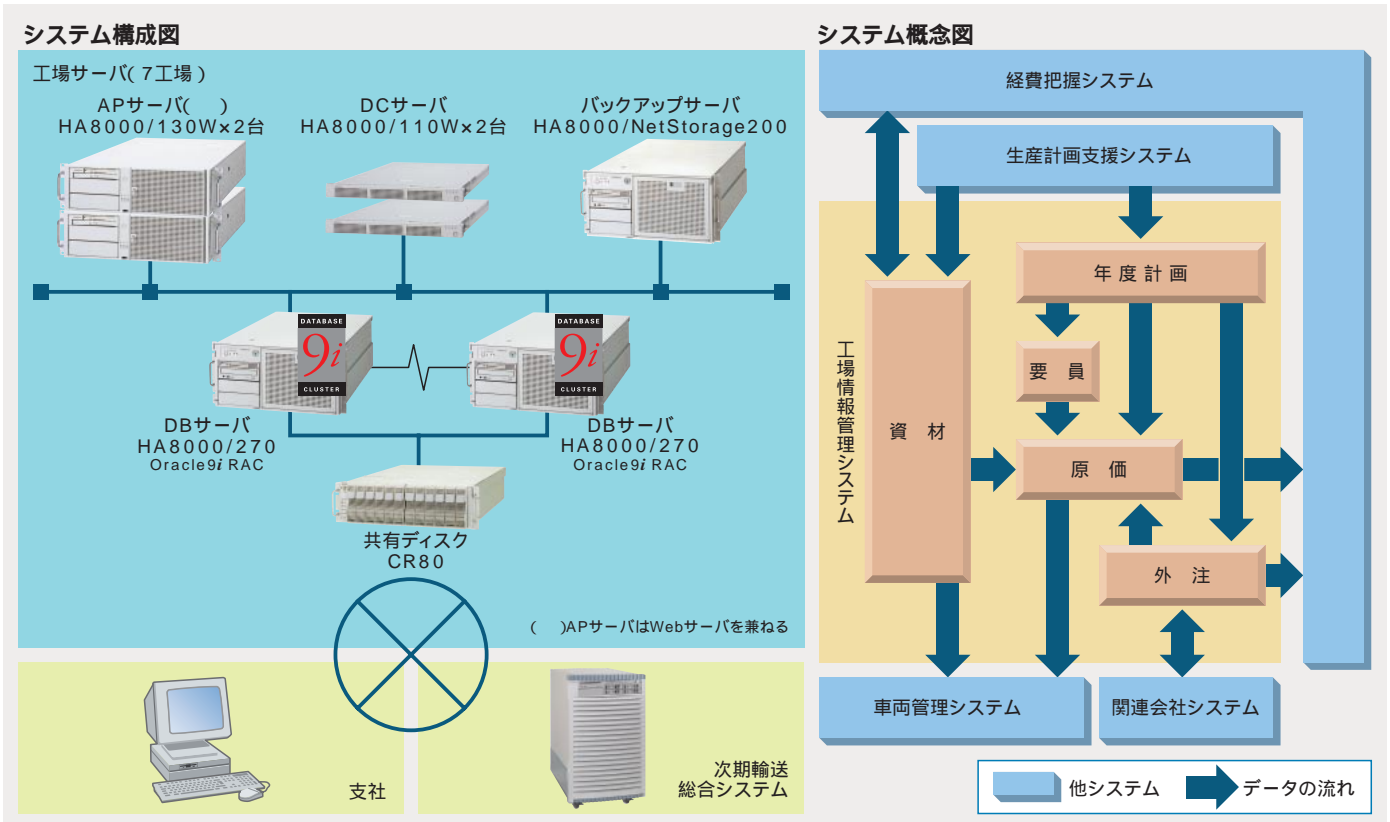 システム構成図
工場サーバ( 7工場 )
APサーバ(　)
HA8000/130W×2台
DCサーバ
HA8000/110W×2台
バックアップサーバ
HA8000/NetStorage200
DATABASE
9i
CLUSTER
DATABASE
9i
CLUSTER
DBサーバ
HA8000/270
Oracle9i RAC
DBサーバ
HA8000/270
Oracle9i RAC
共有ディスク
CR80
(　)APサーバはWebサーバを兼ねる
支社
次期輸送
総合システム
システム概念図
経費把握システム
生産計画支援システム
工場情報管理システム
年度計画
要員
資材
原価
外注
車両管理システム
関連会社システム
他システム
データの流れ